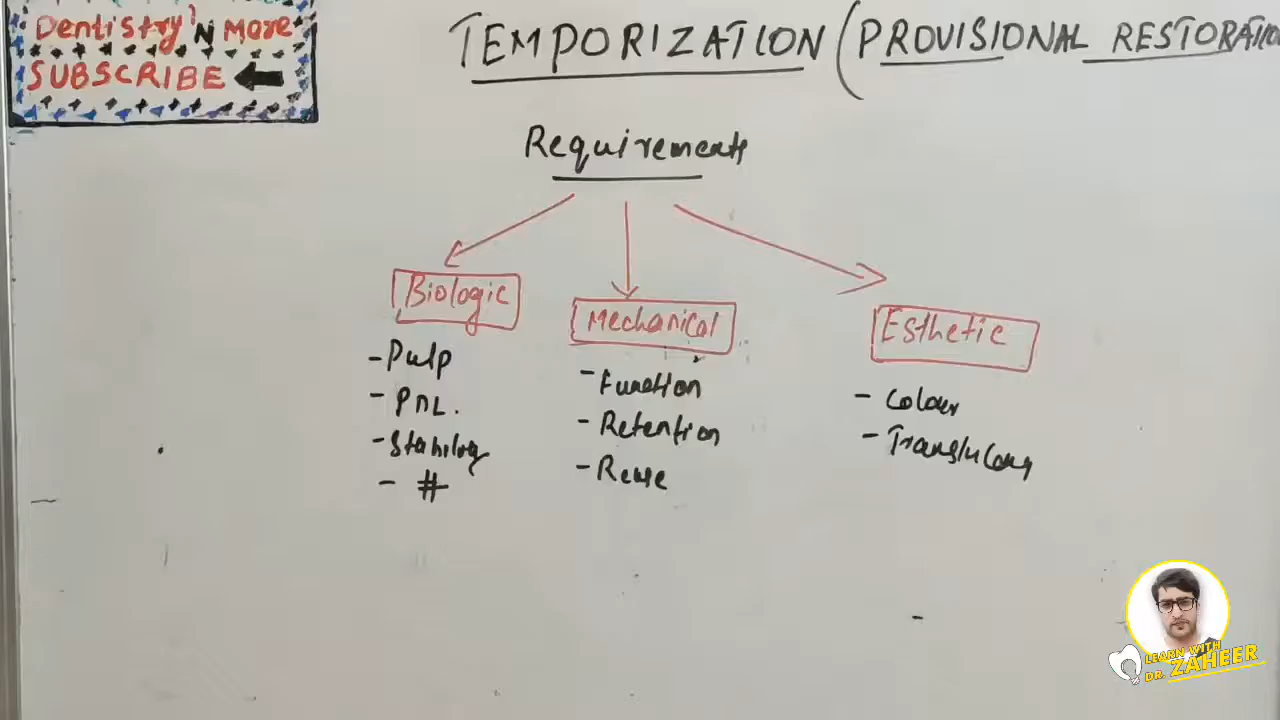 Dentistry'N More
SUBSCRIBE
TEMPORIZATION (PROVISIONAL RESTORATION
Requirements
Biologic
- Pulp
- PDL.
- Stability
- #
Mechanical
- Function
- Retention
- Reuse
Esthetic
- Colour
- Translucency
LEARN WITH
DR. ZAHEER